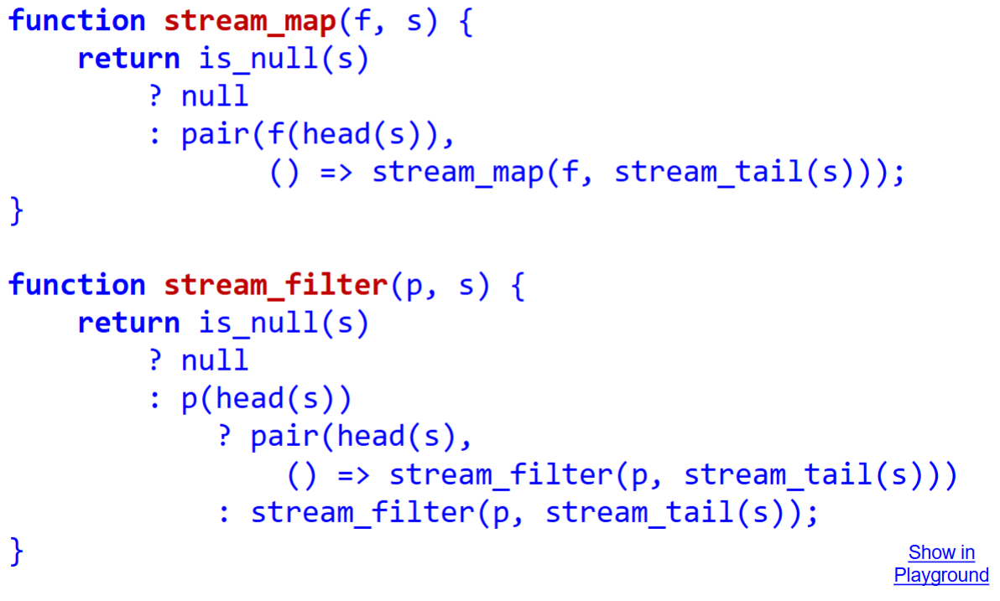 function stream_map(f, s) {
    return is_null(s)
        ? null
        : pair(f(head(s)),
               () => stream_map(f, stream_tail(s)));
}

function stream_filter(p, s) {
    return is_null(s)
        ? null
        : p(head(s))
            ? pair(head(s),
                () => stream_filter(p, stream_tail(s)))
            : stream_filter(p, stream_tail(s));
}
Show in
Playground